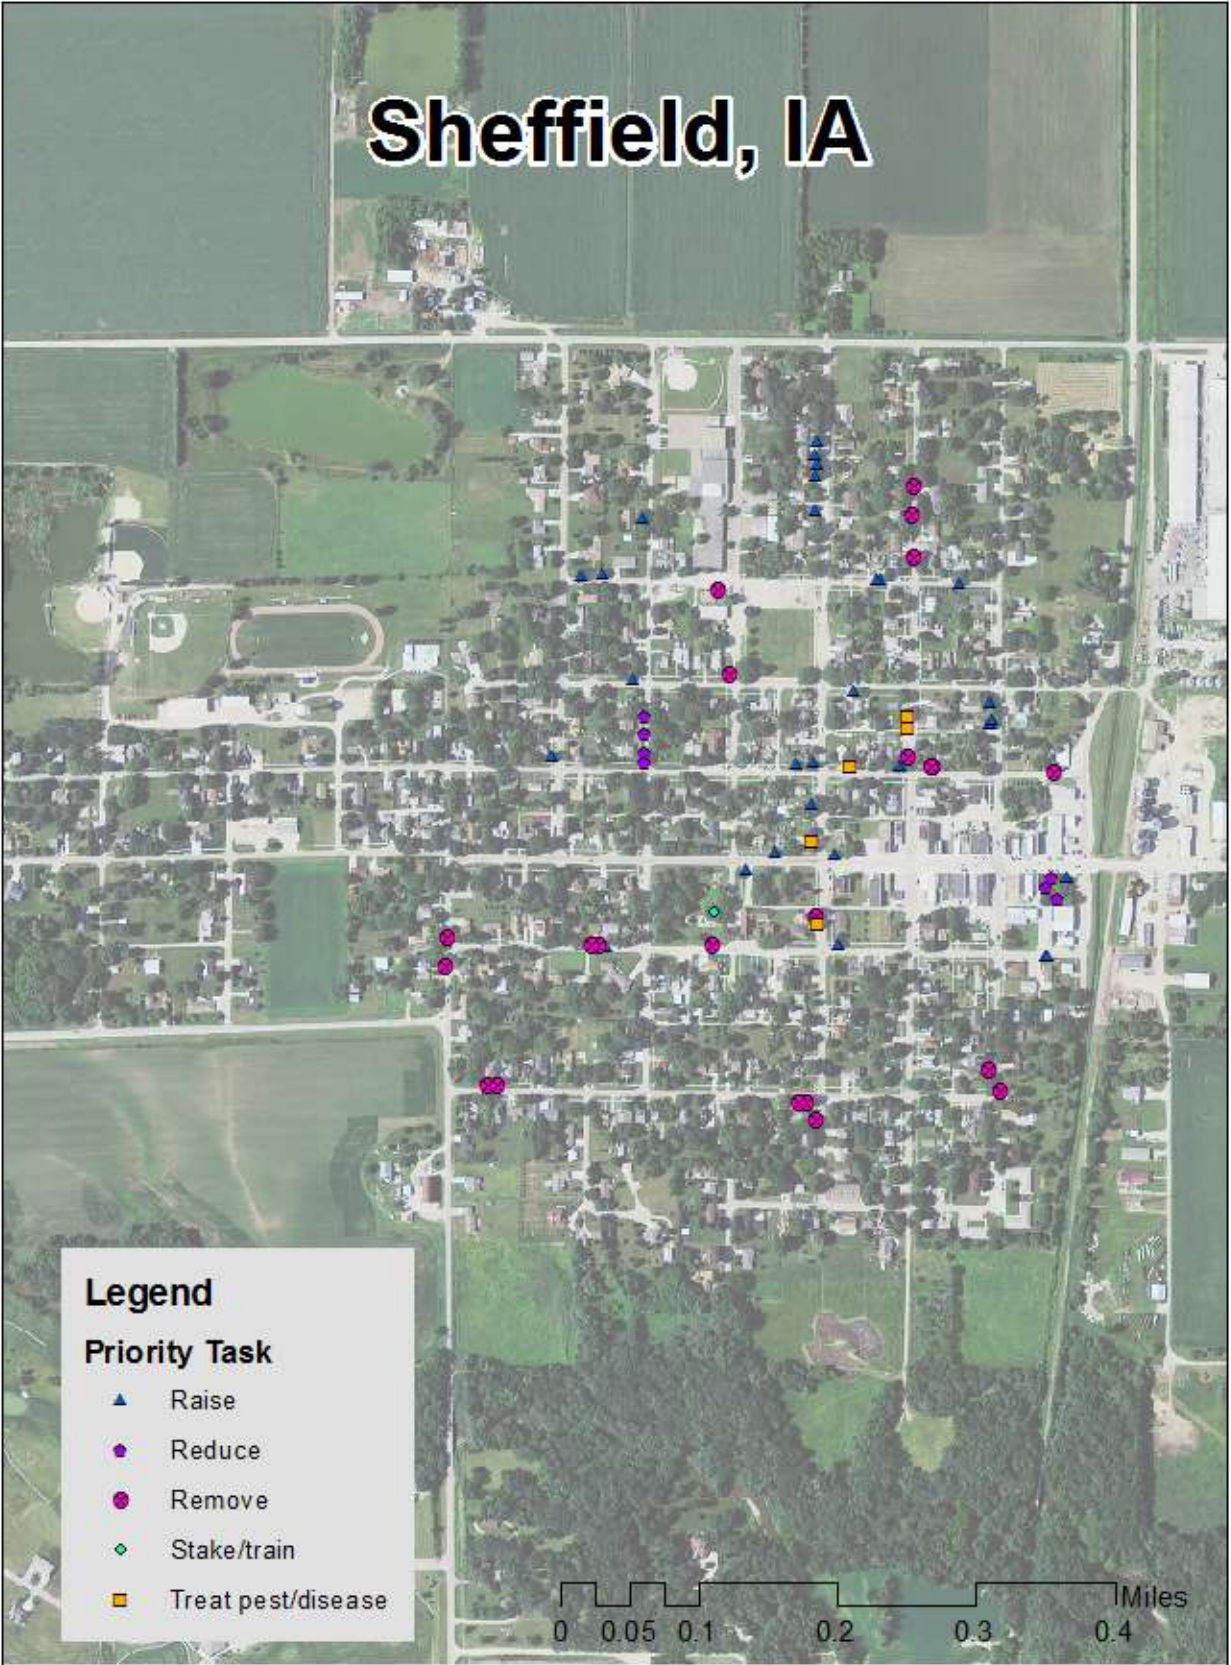 Sheffield, IA
Legend
Priority Task
Raise
Reduce
Remove
Stake/train
Treat pest/disease
Miles
0 0.05 0.1 0.2 0.3 0.4